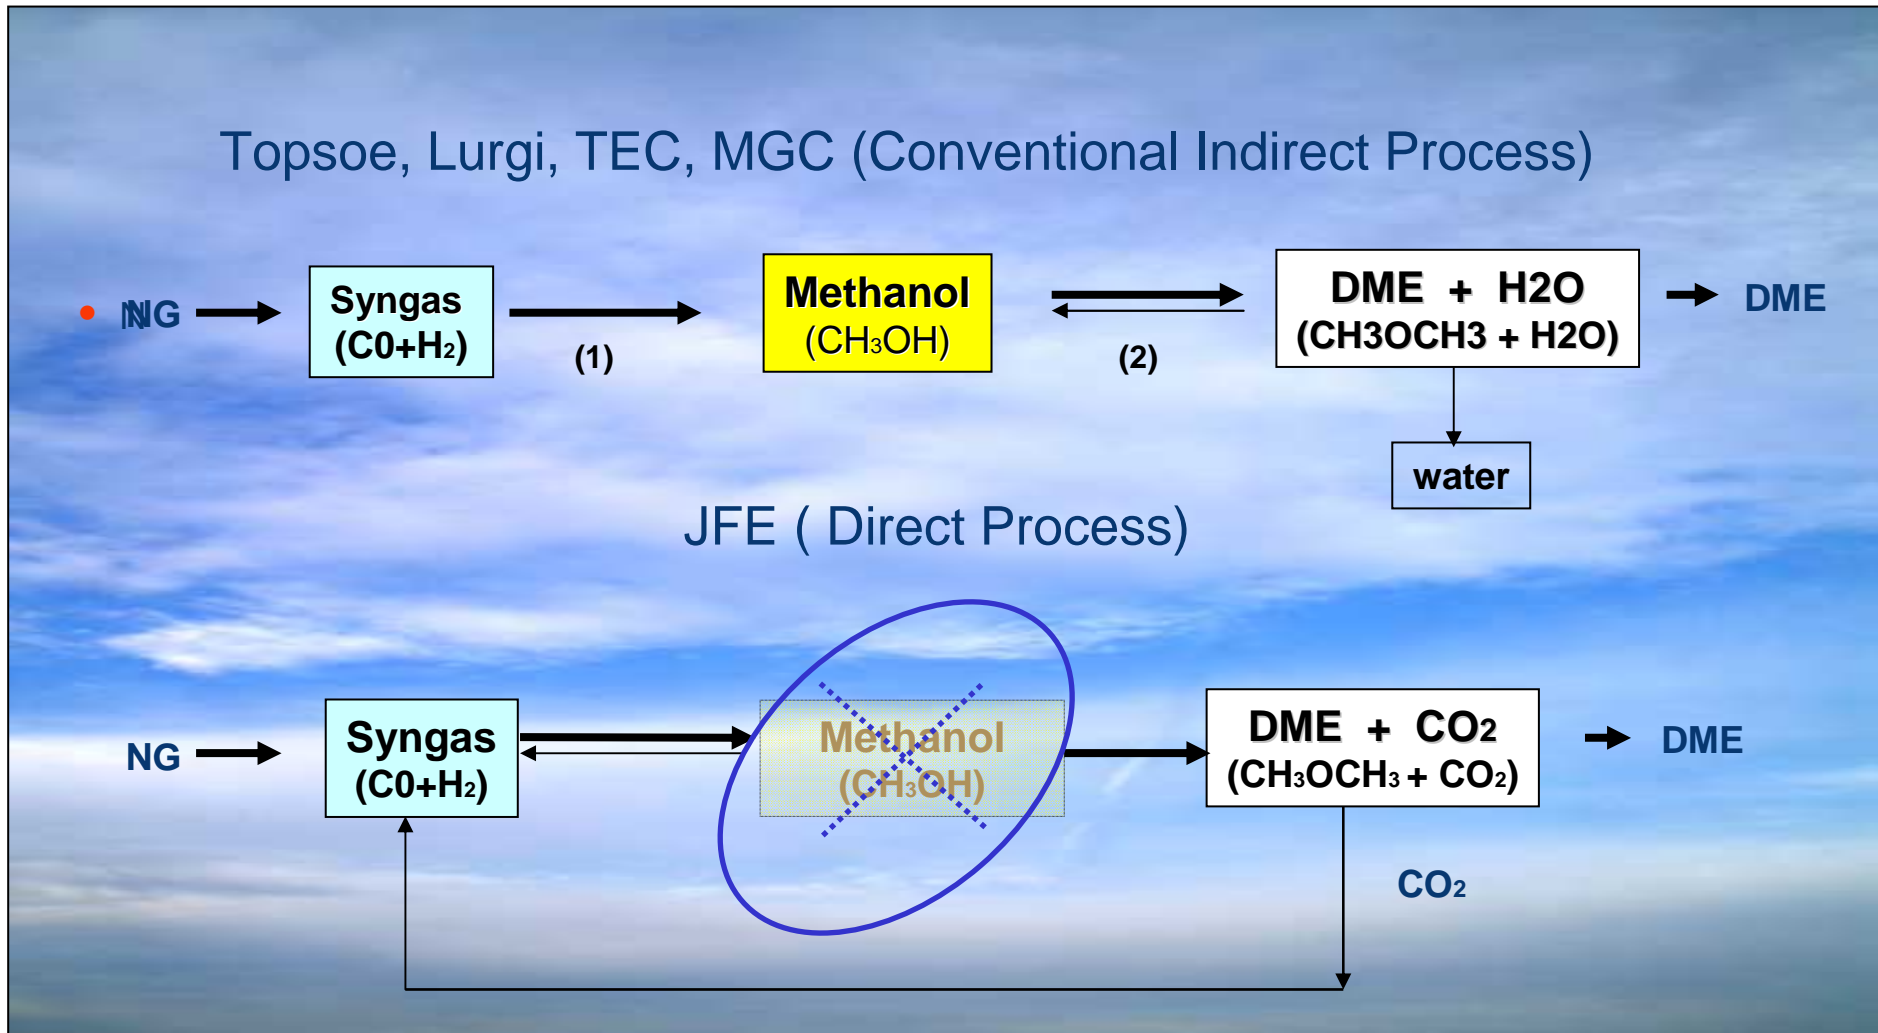 Topsoe, Lurgi, TEC, MGC (Conventional Indirect Process)
• NG
Syngas
(C0+H₂)
(1)
Methanol
(CH₃OH)
(2)
DME + H2O
(CH3OCH3 + H2O)
DME
water
JFE ( Direct Process)
NG
Syngas
(C0+H₂)
Methanol
(CH₃OH)
DME + CO₂
(CH₃OCH₃ + CO₂)
DME
CO₂